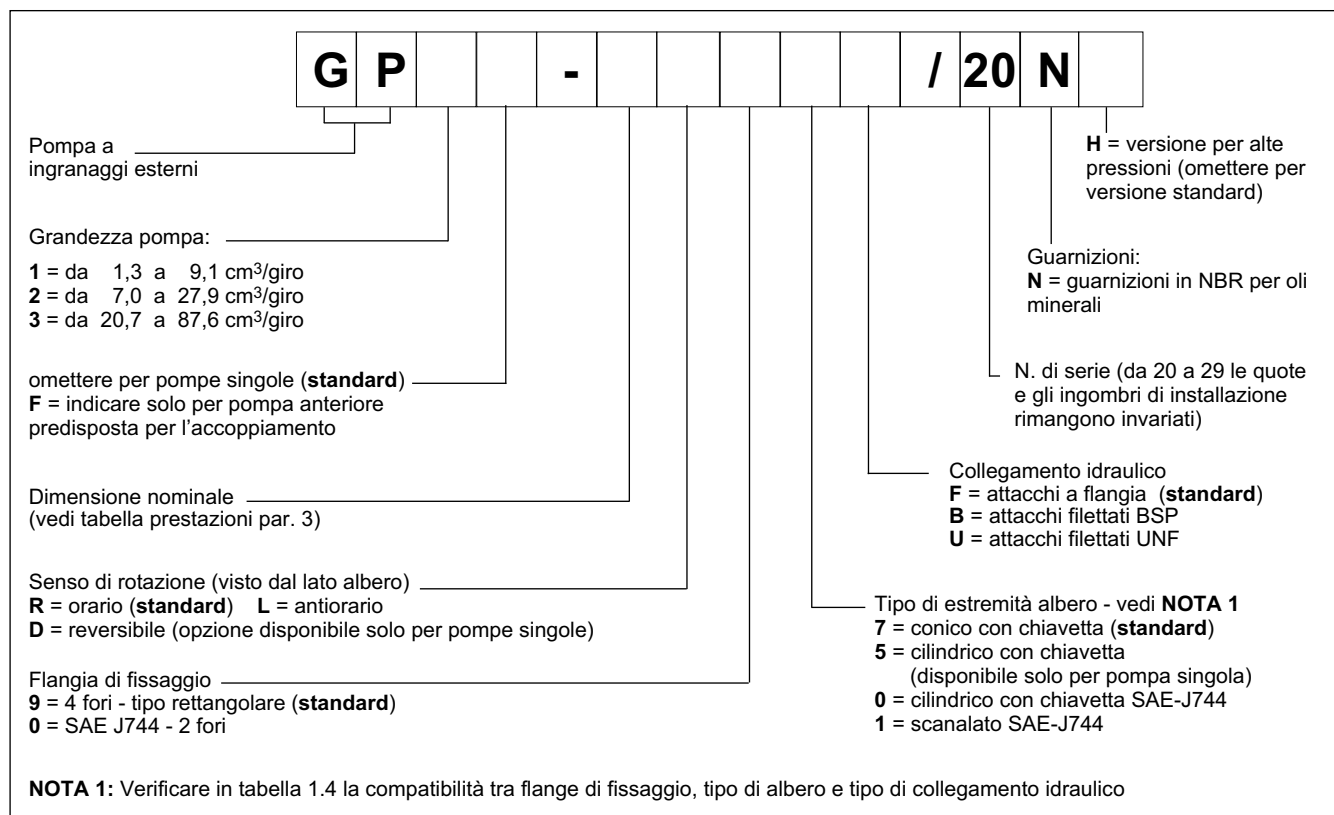 GP - / 20 N
Pompa a
ingranaggi esterni
Grandezza pompa:
1 = da 1,3 a 9,1 cm³/giro
2 = da 7,0 a 27,9 cm³/giro
3 = da 20,7 a 87,6 cm³/giro
omettere per pompe singole (standard)
F = indicare solo per pompa anteriore
predisposta per l’accoppiamento
Dimensione nominale
(vedi tabella prestazioni par. 3)
Senso di rotazione (visto dal lato albero)
R = orario (standard) L = antiorario
D = reversibile (opzione disponibile solo per pompe singole)
Flangia di fissaggio
9 = 4 fori - tipo rettangolare (standard)
0 = SAE J744 - 2 fori
H = versione per alte
pressioni (omettere per
versione standard)
Guarnizioni:
N = guarnizioni in NBR per oli
minerali
N. di serie (da 20 a 29 le quote
e gli ingombri di installazione
rimangono invariati)
Collegamento idraulico
F = attacchi a flangia (standard)
B = attacchi filettati BSP
U = attacchi filettati UNF
Tipo di estremità albero - vedi NOTA 1
7 = conico con chiavetta (standard)
5 = cilindrico con chiavetta
(disponibile solo per pompa singola)
0 = cilindrico con chiavetta SAE-J744
1 = scanalato SAE-J744
NOTA 1: Verificare in tabella 1.4 la compatibilità tra flange di fissaggio, tipo di albero e tipo di collegamento idraulico